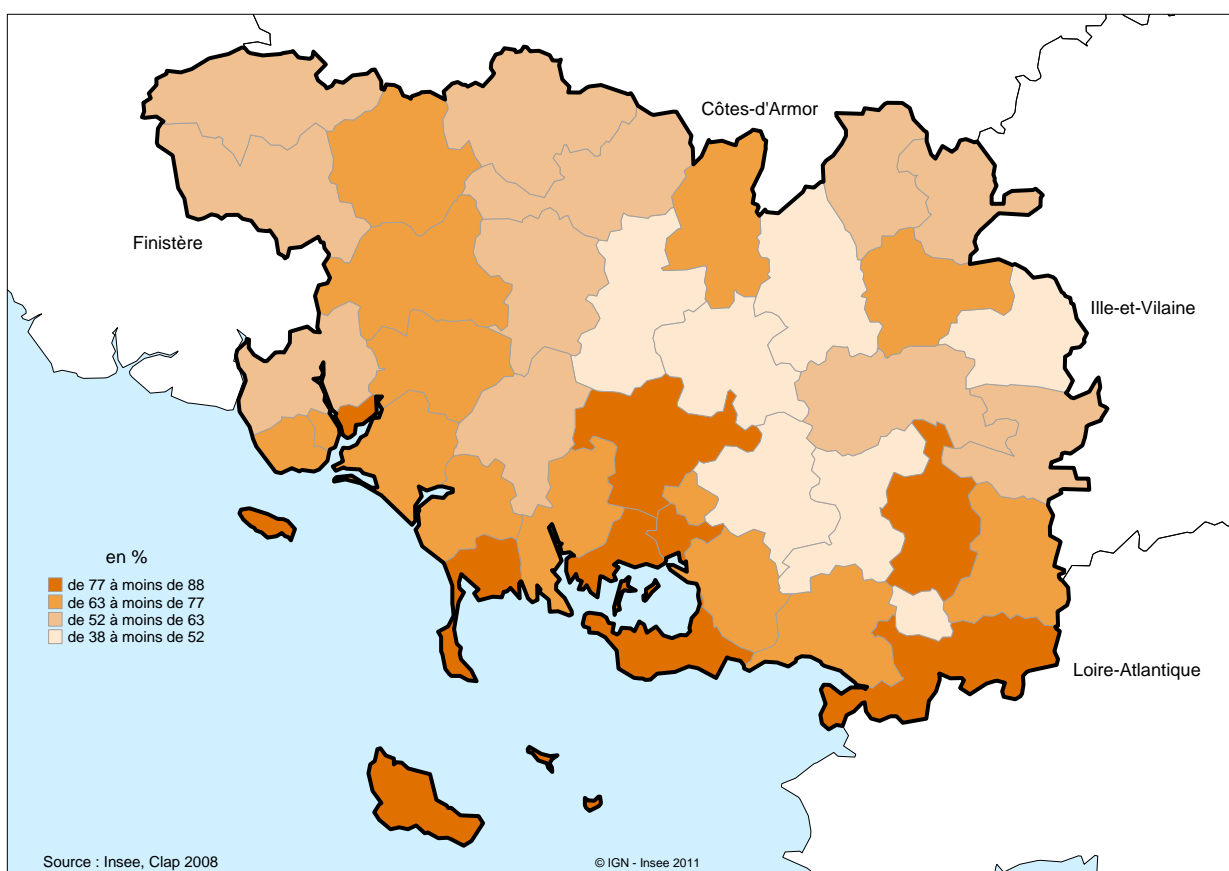 Côtes-d'Armor
Finistère
Ille-et-Vilaine
en %
de 77 à moins de 88
de 63 à moins de 77
de 52 à moins de 63
de 38 à moins de 52
Loire-Atlantique
Source : Insee, Clap 2008
© IGN - Insee 2011